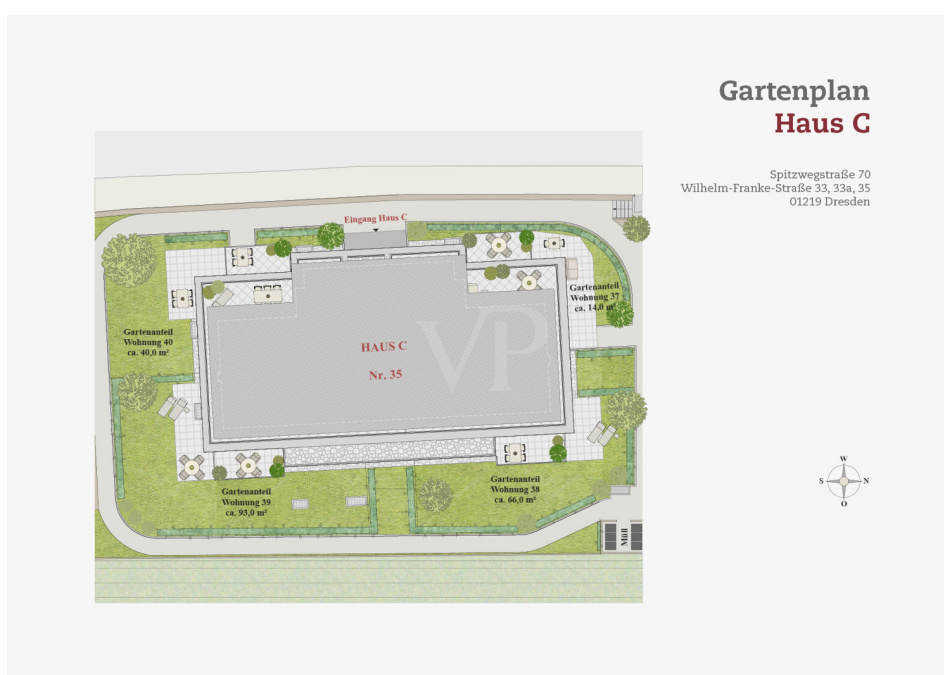 Gartenplan
Haus C
Spitzwegstraße 70
Wilhelm-Franke-Straße 33, 33a, 35
01219 Dresden
Eingang Haus C
Gartenanteil
Wohnung 37
ca. 14,0 m²
Gartenanteil
Wohnung 40
ca. 40,0 m²
HAUS C
Nr. 35
VP
Gartenanteil
Wohnung 39
ca. 93,0 m²
Gartenanteil
Wohnung 38
ca. 66,0 m²
Müll
W
S
N
O